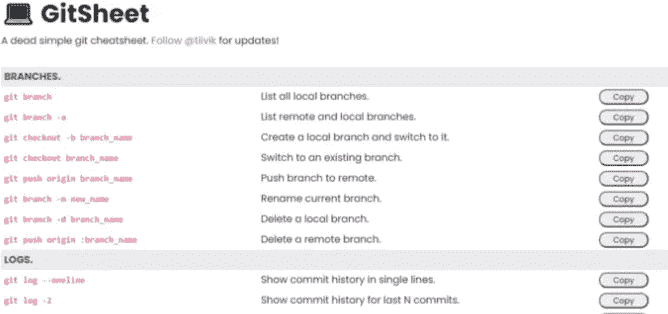 GitSheet
A dead simple git cheatsheet. Follow @tiivik for updates!
BRANCHES.
git branch List all local branches. Copy
git branch -a List remote and local branches. Copy
git checkout -b branch_name Create a local branch and switch to it. Copy
git checkout branch_name Switch to an existing branch. Copy
git push origin branch_name Push branch to remote. Copy
git branch -m new_name Rename current branch. Copy
git branch -d branch_name Delete a local branch. Copy
git push origin :branch_name Delete a remote branch. Copy
LOGS.
git log --oneline Show commit history in single lines. Copy
git log -2 Show commit history for last N commits. Copy